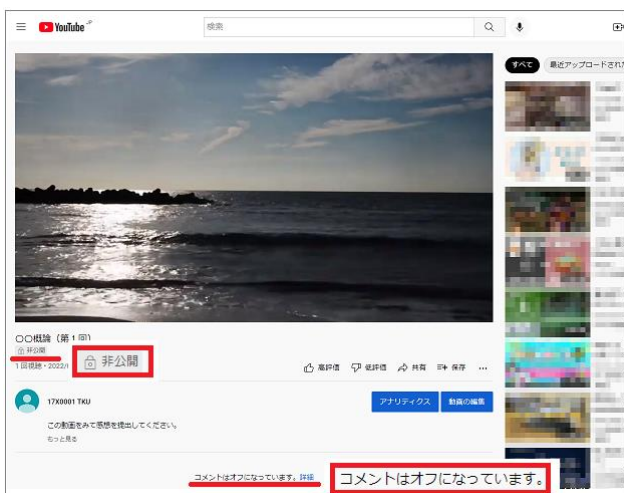 YouTube JP
検索
すべて
最近アップロードされた
〇〇概論（第１回）
非公開
非公開
1 回視聴・2022/
高評価
低評価
共有
保存
17X0001 TKU
アナリティクス
動画の編集
この動画をみて感想を提出してください。
もっと見る
コメントはオフになっています。詳細
コメントはオフになっています。